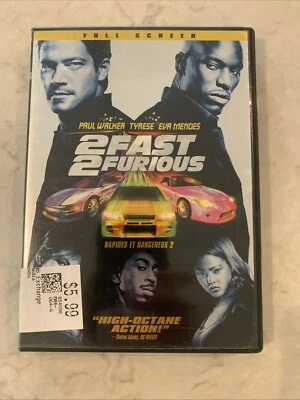 FULL SCREEN
PAUL WALKER TYRESE EVA MENDES
2 FAST
2 FURIOUS
RAPIDES ET DANGEREUX 2
$5.99
"HIGH-OCTANE
ACTION!"